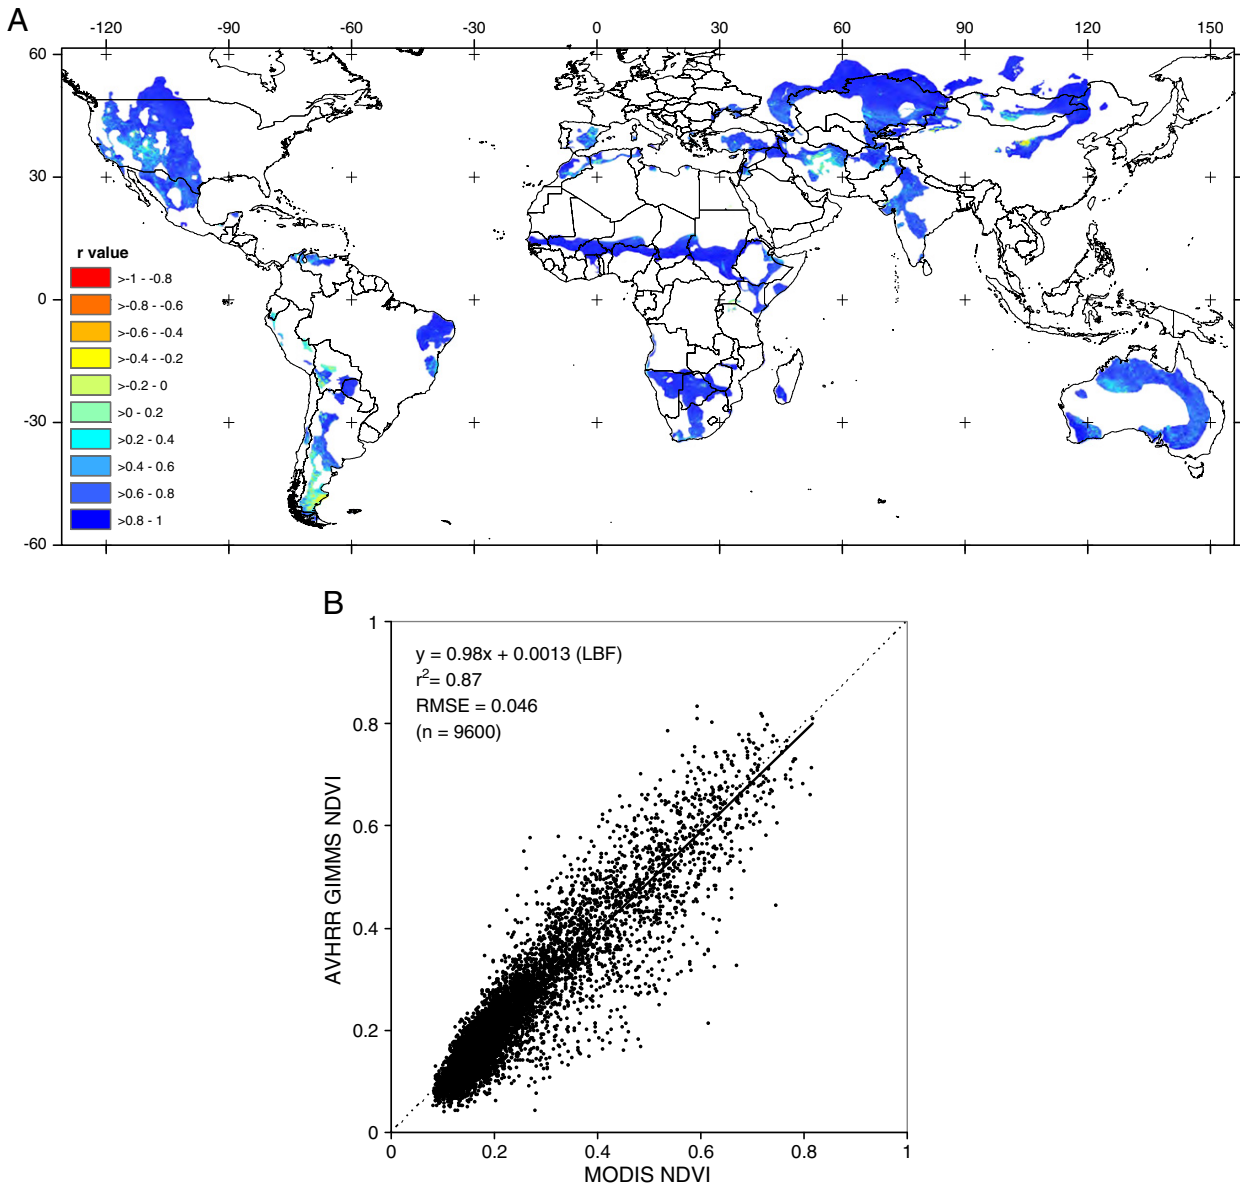 A
-120 -90 -60 -30 0 30 60 90 120 150
60
30
0
-30
-60
r value
>-1 - -0.8
>-0.8 - -0.6
>-0.6 - -0.4
>-0.4 - -0.2
>-0.2 - 0
>0 - 0.2
>0.2 - 0.4
>0.4 - 0.6
>0.6 - 0.8
>0.8 - 1
B
y = 0.98x + 0.0013 (LBF)
r²= 0.87
RMSE = 0.046
(n = 9600)
AVHRR GIMMS NDVI
1
0.8
0.6
0.4
0.2
0
0 0.2 0.4 0.6 0.8 1
MODIS NDVI